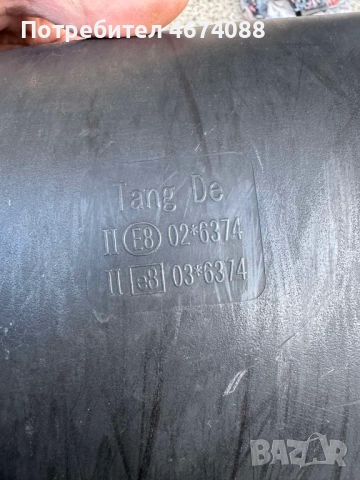 Потребител 4674088
Tang De
II E8 02*6374
II e8 03*6374
BAZAR